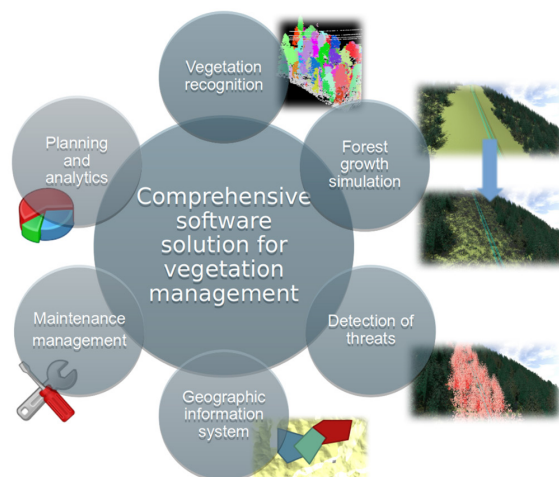 Vegetation
recognition
Planning
and
analytics
Forest
growth
simulation
Comprehensive
software
solution for
vegetation
management
Maintenance
management
Detection of
threats
Geographic
information
system